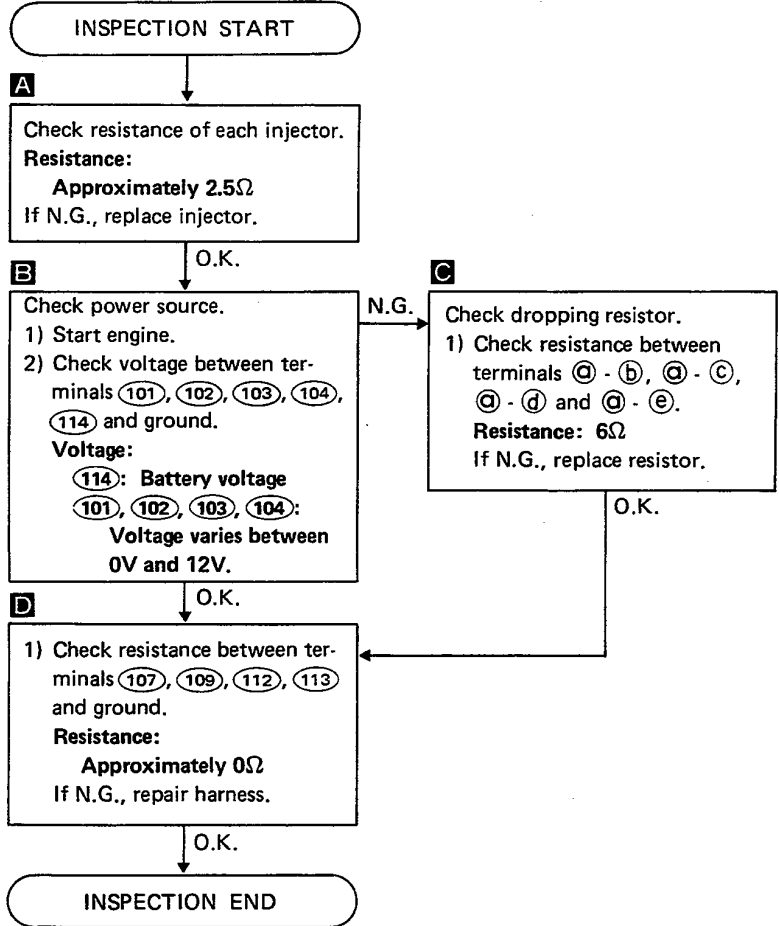 INSPECTION START
A
Check resistance of each injector.
Resistance:
Approximately 2.5Ω
If N.G., replace injector.
O.K.
B
Check power source.
1) Start engine.
2) Check voltage between ter-
minals (101), (102), (103), (104),
(114) and ground.
Voltage:
(114): Battery voltage
(101), (102), (103), (104):
Voltage varies between
0V and 12V.
N.G.
C
Check dropping resistor.
1) Check resistance between
terminals ⓐ - ⓑ, ⓐ - ⓒ,
ⓐ - ⓓ and ⓐ - ⓔ.
Resistance: 6Ω
If N.G., replace resistor.
O.K.
O.K.
D
1) Check resistance between ter-
minals (107), (109), (112), (113)
and ground.
Resistance:
Approximately 0Ω
If N.G., repair harness.
O.K.
INSPECTION END